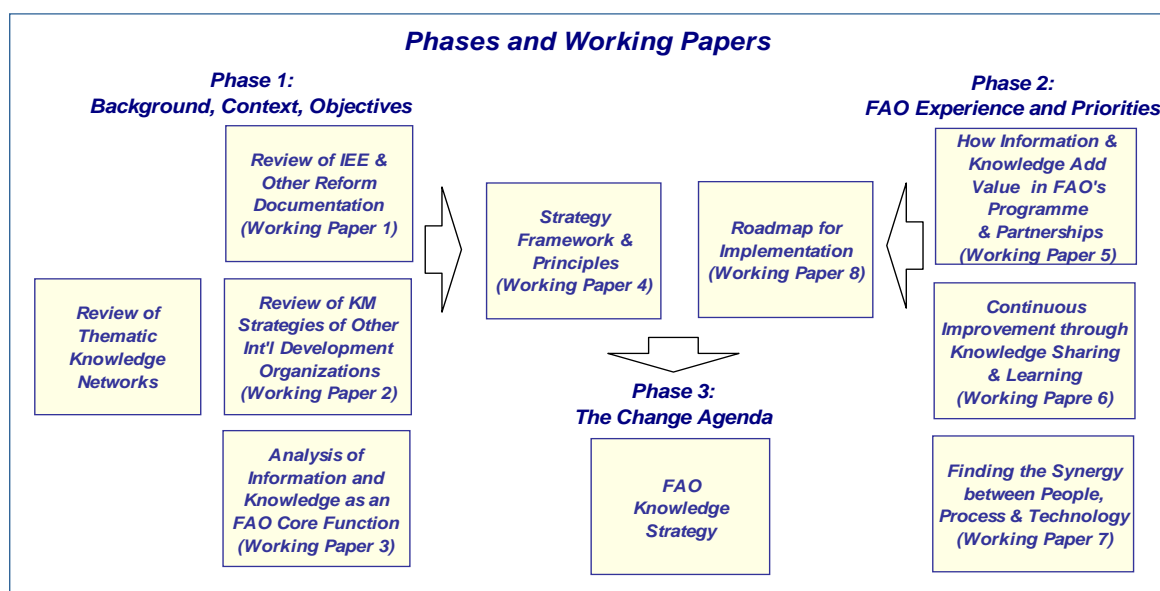 Phases and Working Papers
Phase 1:
Background, Context, Objectives
Review of IEE &
Other Reform
Documentation
(Working Paper 1)
Review of
Thematic
Knowledge
Networks
Review of KM
Strategies of Other
Int'l Development
Organizations
(Working Paper 2)
Analysis of
Information and
Knowledge as an
FAO Core Function
(Working Paper 3)
Strategy
Framework &
Principles
(Working Paper 4)
Roadmap for
Implementation
(Working Paper 8)
Phase 2:
FAO Experience and Priorities
How Information &
Knowledge Add
Value in FAO's
Programme
& Partnerships
(Working Paper 5)
Continuous
Improvement through
Knowledge Sharing
& Learning
(Working Papre 6)
Finding the Synergy
between People,
Process & Technology
(Working Paper 7)
Phase 3:
The Change Agenda
FAO
Knowledge
Strategy